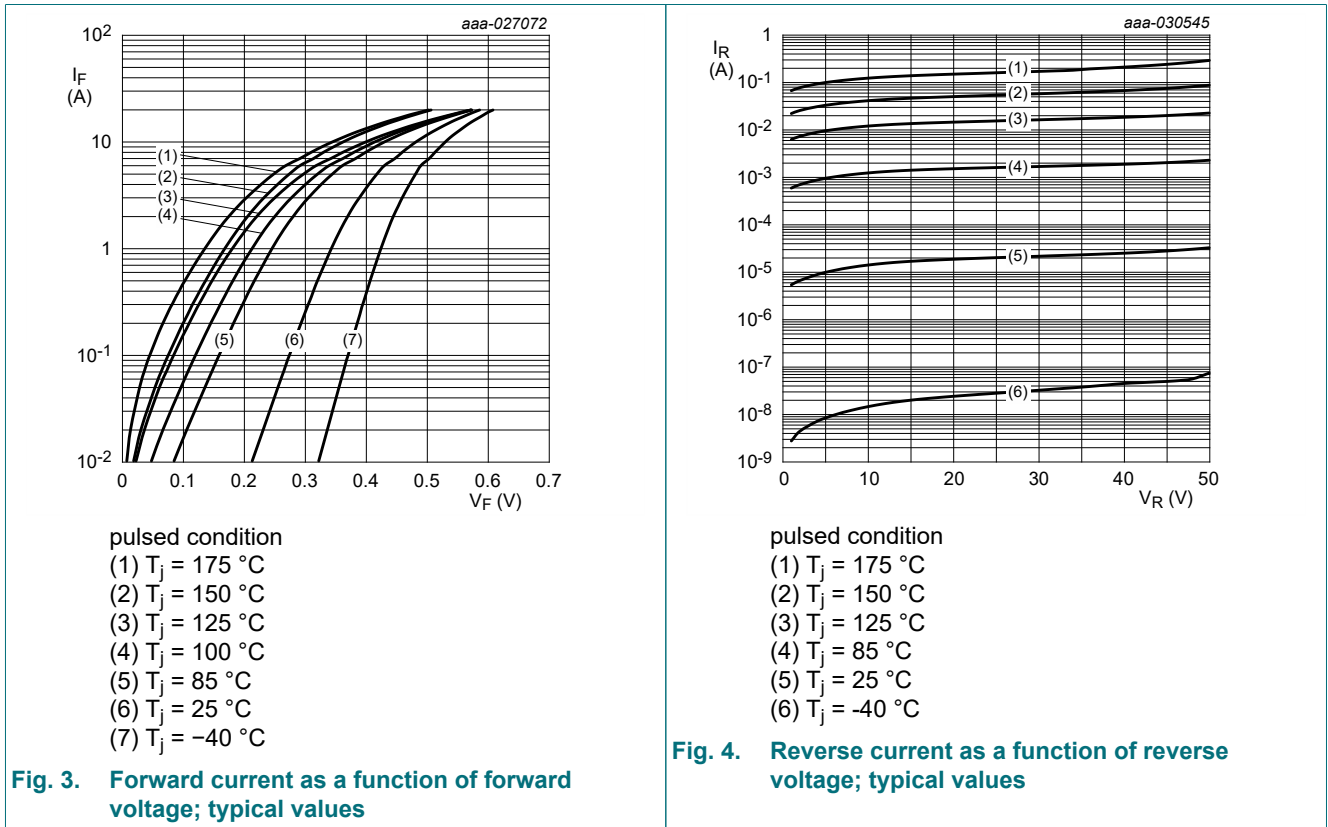 aaa-027072
10²
I_F
(A)
10
1
10⁻¹
10⁻²
(1)
(2)
(3)
(4)
(5)
(6)
(7)
0
0.1
0.2
0.3
0.4
0.5
0.6
0.7
V_F (V)
pulsed condition
(1) T_j = 175 °C
(2) T_j = 150 °C
(3) T_j = 125 °C
(4) T_j = 100 °C
(5) T_j = 85 °C
(6) T_j = 25 °C
(7) T_j = −40 °C
Fig. 3. Forward current as a function of forward
voltage; typical values
aaa-030545
1
I_R
(A)
10⁻¹
10⁻²
10⁻³
10⁻⁴
10⁻⁵
10⁻⁶
10⁻⁷
10⁻⁸
10⁻⁹
(1)
(2)
(3)
(4)
(5)
(6)
0
10
20
30
40
50
V_R (V)
pulsed condition
(1) T_j = 175 °C
(2) T_j = 150 °C
(3) T_j = 125 °C
(4) T_j = 85 °C
(5) T_j = 25 °C
(6) T_j = -40 °C
Fig. 4. Reverse current as a function of reverse
voltage; typical values